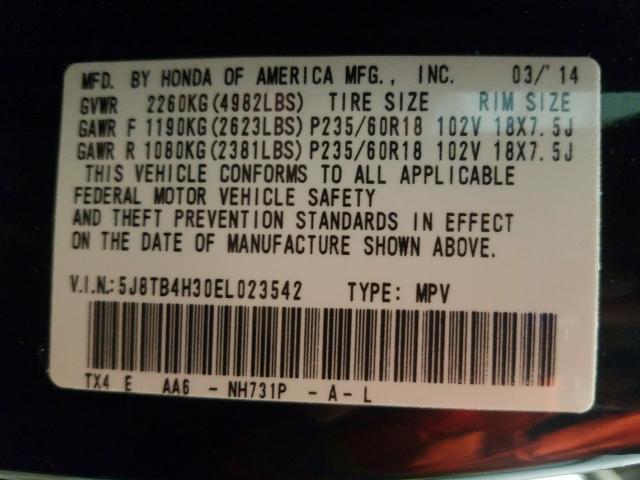 MFD. BY HONDA OF AMERICA MFG., INC. 03/'14
GVWR 2260KG(4982LBS) TIRE SIZE RIM SIZE
GAWR F 1190KG(2623LBS) P235/60R18 102V 18X7.5J
GAWR R 1080KG(2381LBS) P235/60R18 102V 18X7.5J
THIS VEHICLE CONFORMS TO ALL APPLICABLE
FEDERAL MOTOR VEHICLE SAFETY
AND THEFT PREVENTION STANDARDS IN EFFECT
ON THE DATE OF MANUFACTURE SHOWN ABOVE.
V.I.N.: 5J8TB4H30EL023542 TYPE: MPV
TX4 E AA6 - NH731P - A - L